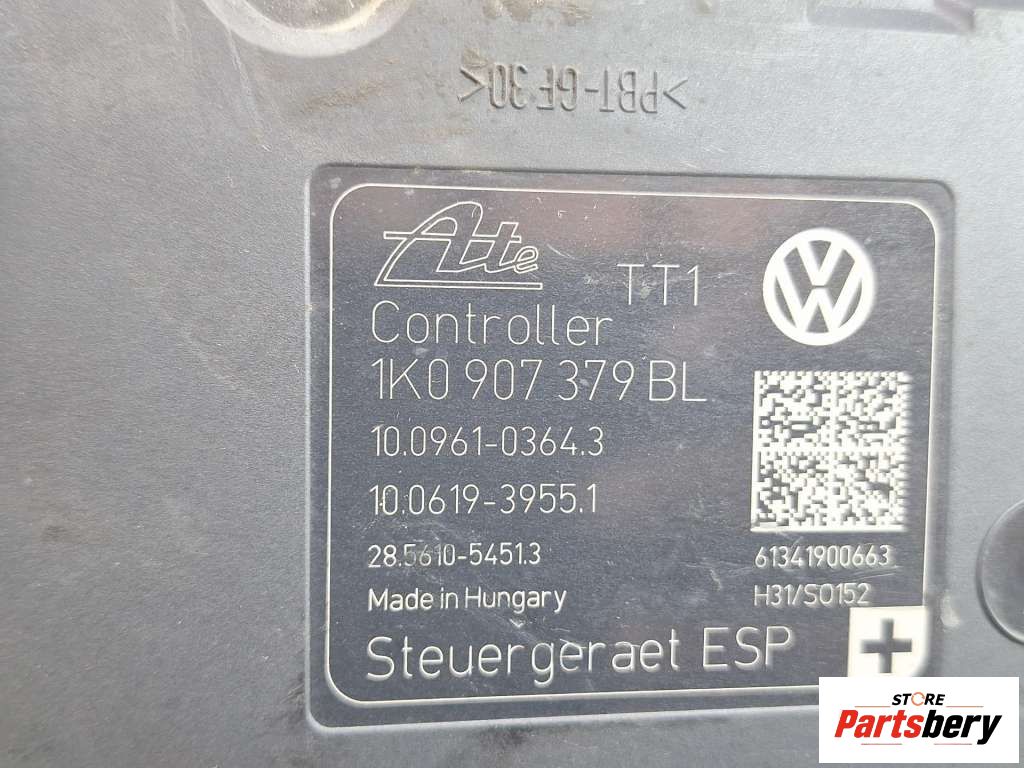 >PBT-GF30<
Ate
TT1
Controller
1K0 907 379 BL
10.0961-0364.3
10.0619-3955.1
28.5610-5451.3
61341900663
Made in Hungary
H31/S0152
Steuergeraet ESP
STORE
Partsbery